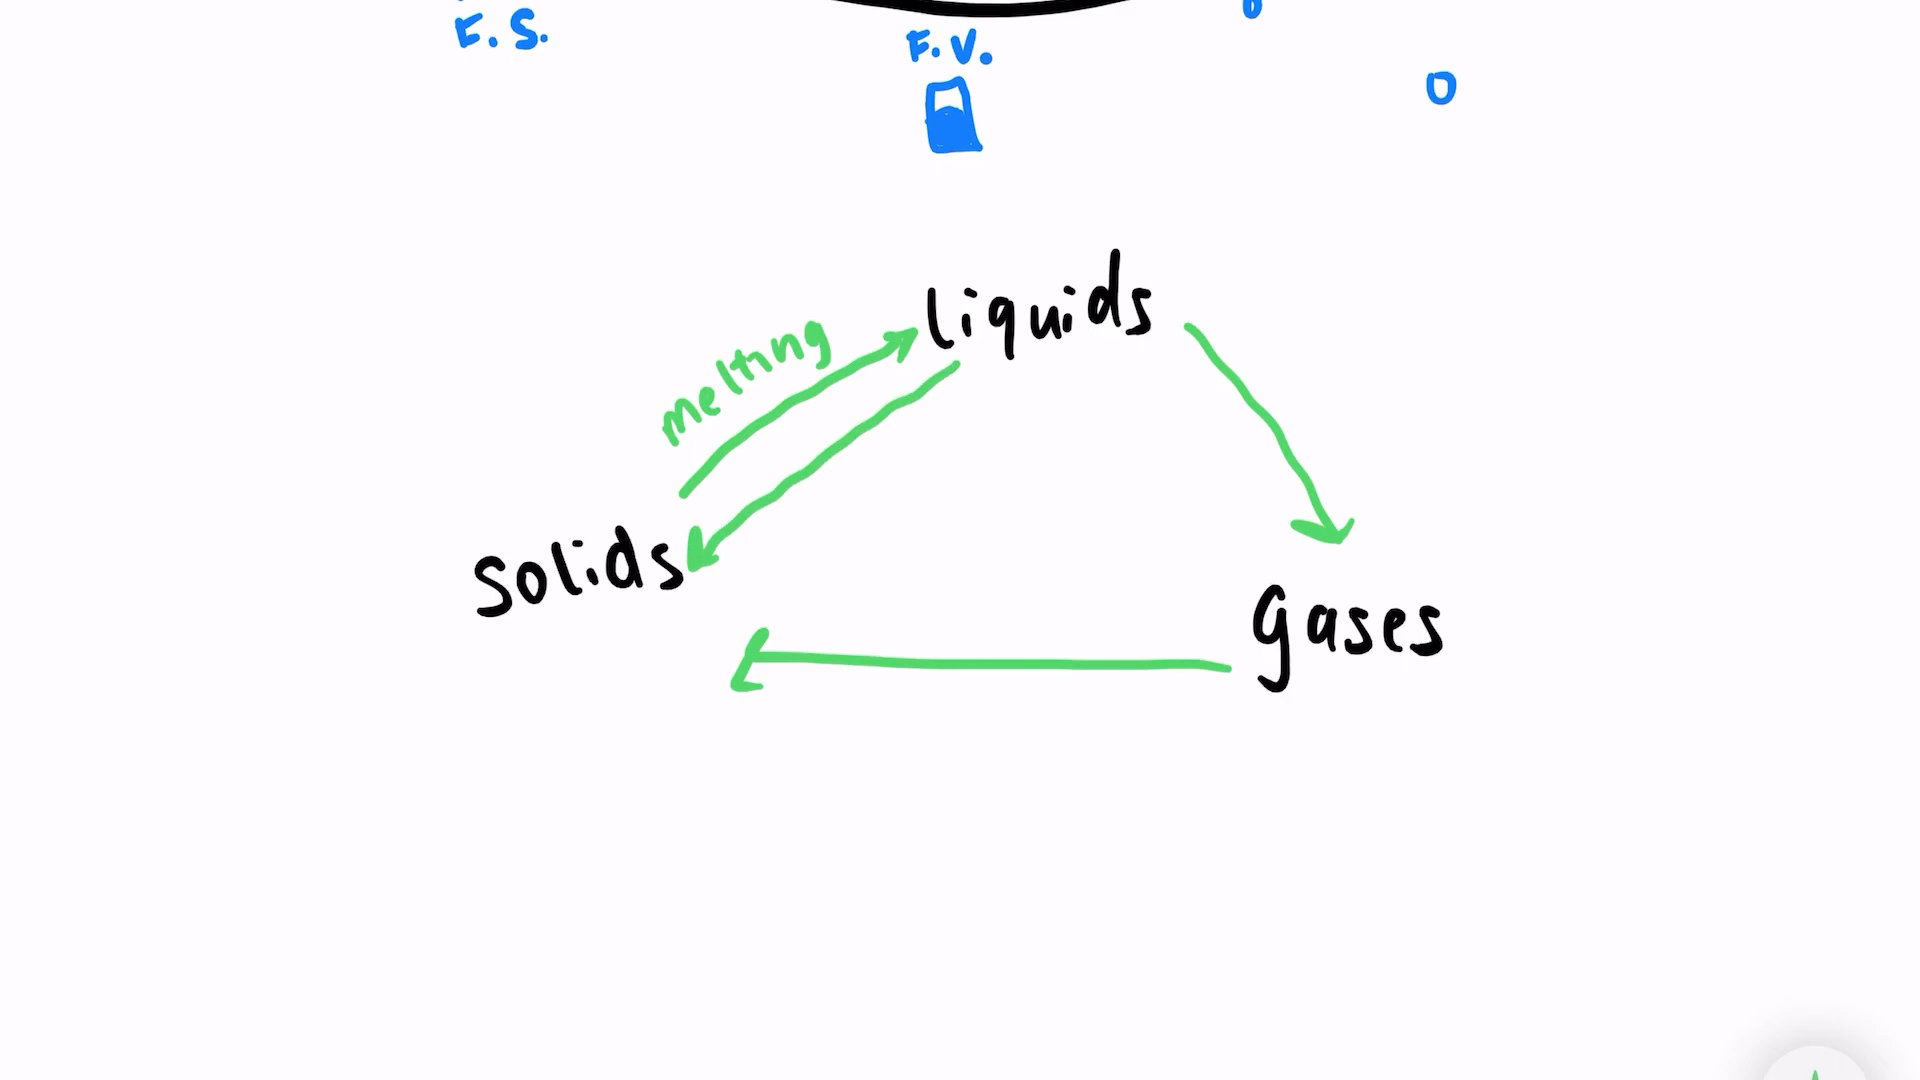 F. S.
F. V.
liquids
melting
solids
gases